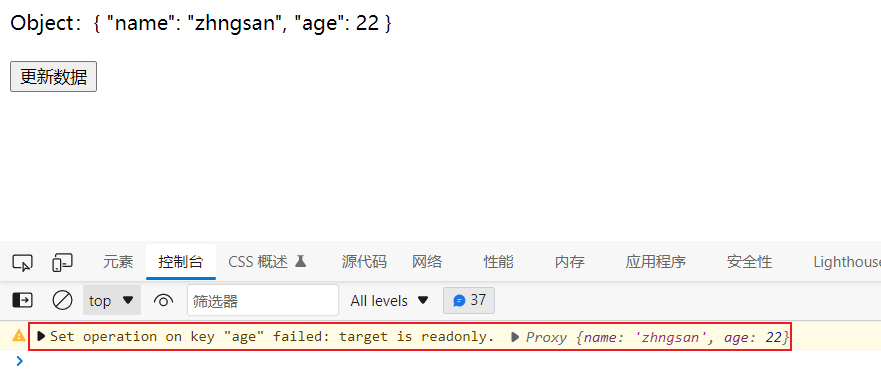 Object：{ "name": "zhngsan", "age": 22 }
更新数据
元素 控制台 CSS 概述 源代码 网络 性能 内存 应用程序 安全性 Lighthouse
top 筛选器 All levels 37
Set operation on key "age" failed: target is readonly. Proxy {name: 'zhngsan', age: 22}